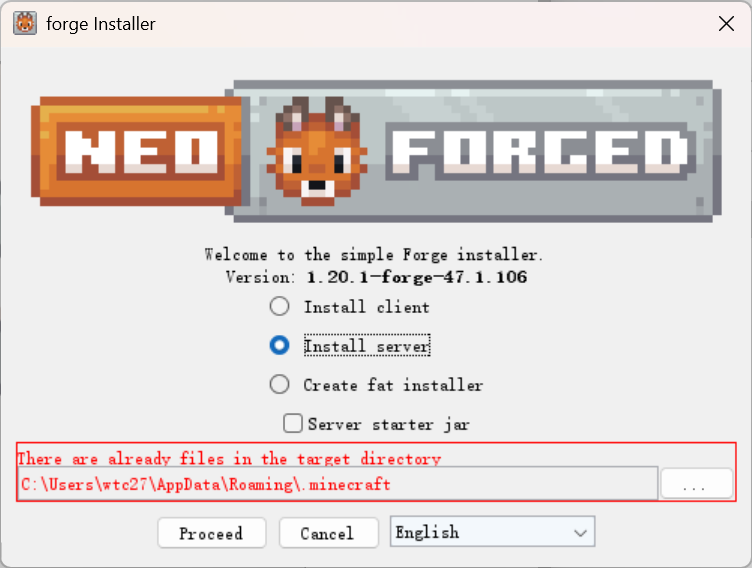 forge Installer
NEO FORGED
Welcome to the simple Forge installer.
Version: 1.20.1-forge-47.1.106
Install client
Install server
Create fat installer
Server starter jar
There are already files in the target directory
C:\Users\wtc27\AppData\Roaming\.minecraft
...
Proceed Cancel English